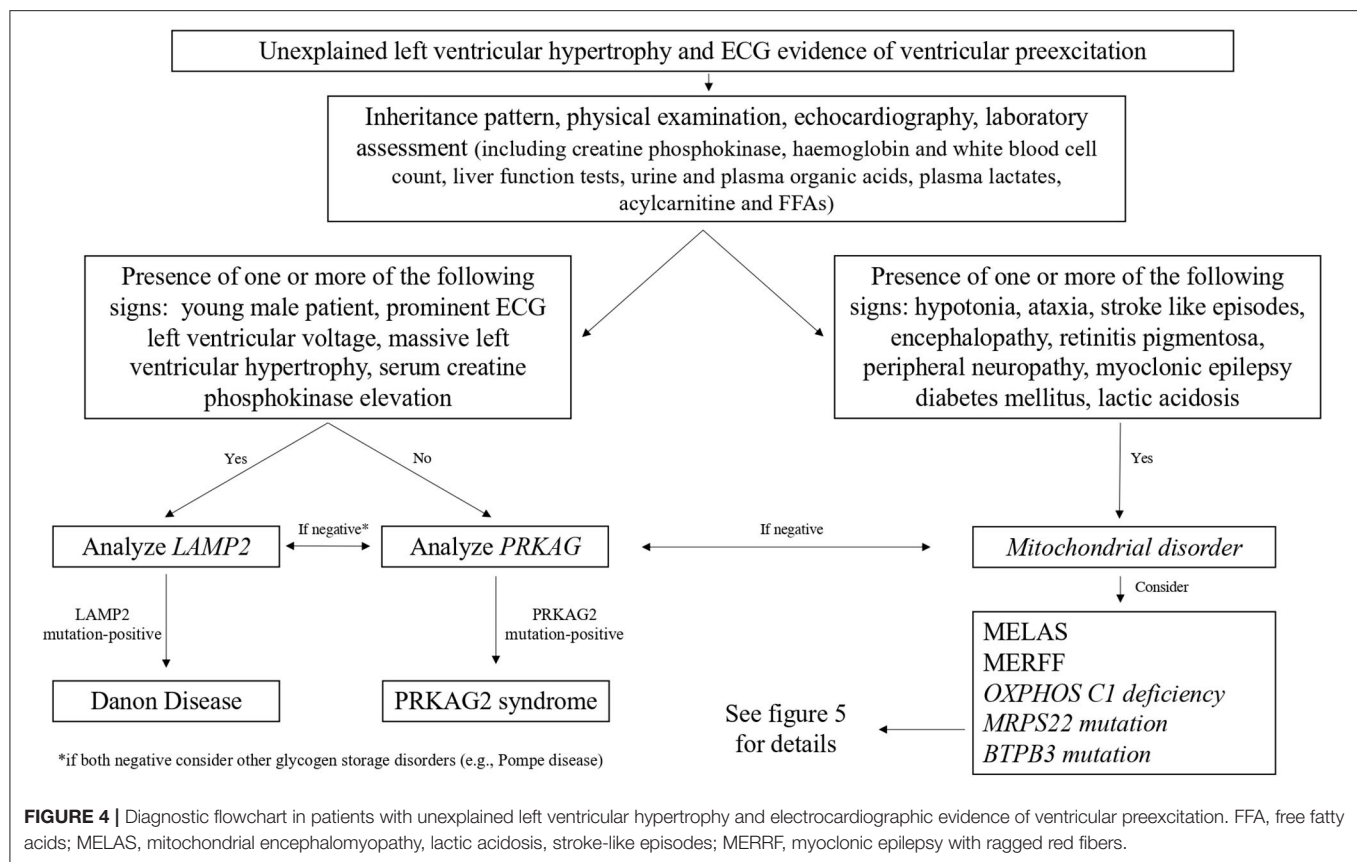 Unexplained left ventricular hypertrophy and ECG evidence of ventricular preexcitation
Inheritance pattern, physical examination, echocardiography, laboratory
assessment (including creatine phosphokinase, haemoglobin and white blood cell
count, liver function tests, urine and plasma organic acids, plasma lactates,
acylcarnitine and FFAs)
Presence of one or more of the following
signs: young male patient, prominent ECG
left ventricular voltage, massive left
ventricular hypertrophy, serum creatine
phosphokinase elevation
Presence of one or more of the following
signs: hypotonia, ataxia, stroke like episodes,
encephalopathy, retinitis pigmentosa,
peripheral neuropathy, myoclonic epilepsy
diabetes mellitus, lactic acidosis
Yes
No
Yes
Analyze LAMP2
If negative*
Analyze PRKAG
If negative
Mitochondrial disorder
Consider
LAMP2
mutation-positive
PRKAG2
mutation-positive
Danon Disease
PRKAG2 syndrome
MELAS
MERFF
OXPHOS C1 deficiency
MRPS22 mutation
BTPB3 mutation
See figure 5
for details
*if both negative consider other glycogen storage disorders (e.g., Pompe disease)
FIGURE 4 | Diagnostic flowchart in patients with unexplained left ventricular hypertrophy and electrocardiographic evidence of ventricular preexcitation. FFA, free fatty
acids; MELAS, mitochondrial encephalomyopathy, lactic acidosis, stroke-like episodes; MERRF, myoclonic epilepsy with ragged red fibers.